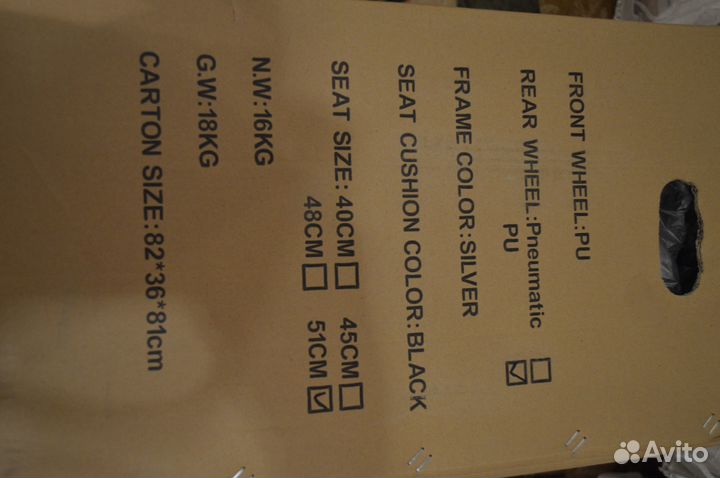 FRONT WHEEL:PU
REAR WHEEL:Pneumatic ☐
PU ☑
FRAME COLOR:SILVER
SEAT CUSHION COLOR:BLACK
SEAT SIZE: 40CM ☐ 45CM ☐
48CM ☐ 51CM ☑
N.W:16KG
G.W:18KG
CARTON SIZE:82*36*81cm
Avito